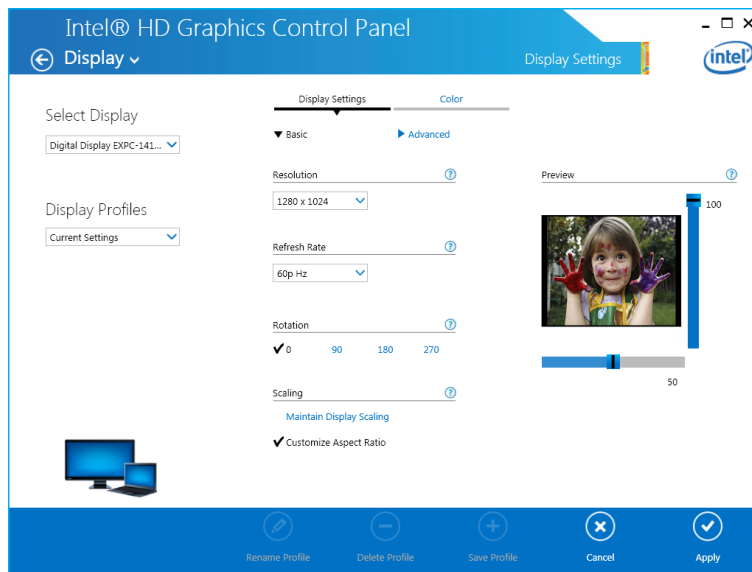 Intel® HD Graphics Control Panel
Display
Display Settings
intel
Select Display
Digital Display EXPC-141...
Display Profiles
Current Settings
Display Settings
Color
Basic
Advanced
Resolution
?
1280 x 1024
Refresh Rate
?
60p Hz
Rotation
?
0
90
180
270
Scaling
?
Maintain Display Scaling
Customize Aspect Ratio
Preview
?
100
50
Rename Profile
Delete Profile
Save Profile
Cancel
Apply